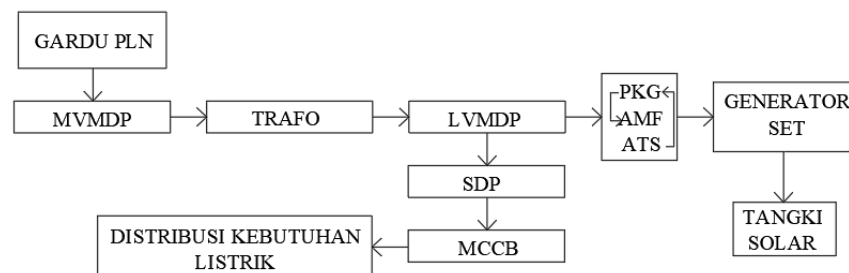 GARDU PLN
MVMDP
TRAFO
LVMDP
PKG
AMF
ATS
GENERATOR
SET
SDP
TANGKI
SOLAR
MCCB
DISTRIBUSI KEBUTUHAN
LISTRIK